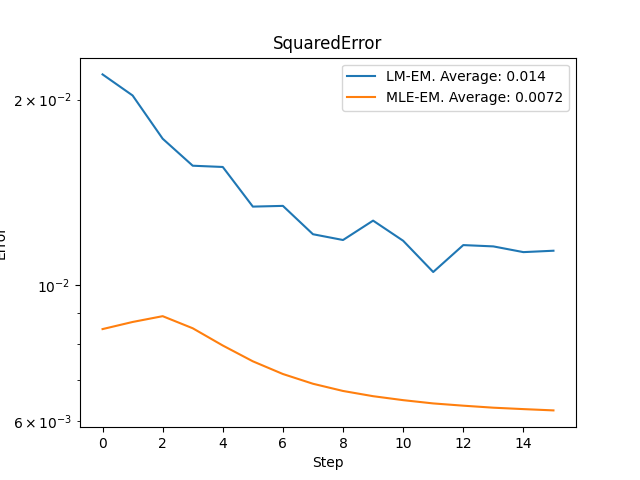 SquaredError
LM-EM. Average: 0.014
MLE-EM. Average: 0.0072
2 × 10⁻²
10⁻²
6 × 10⁻³
Error
0 2 4 6 8 10 12 14
Step